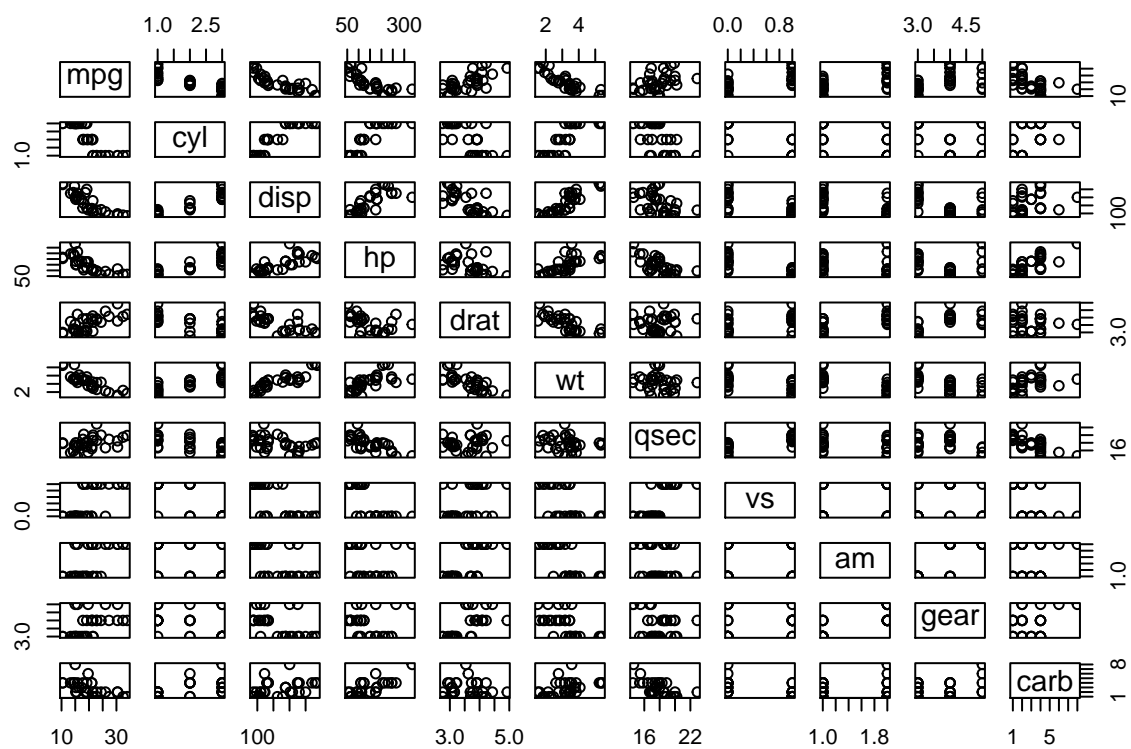 1.0 2.5 50 300 2 4 0.0 0.8 3.0 4.5
mpg 10
1.0 cyl
disp 100
50 hp
drat 3.0
2 wt
qsec 16
0.0 vs
am 1.0
3.0 gear
carb 1 8
10 30 100 3.0 5.0 16 22 1.0 1.8 1 5